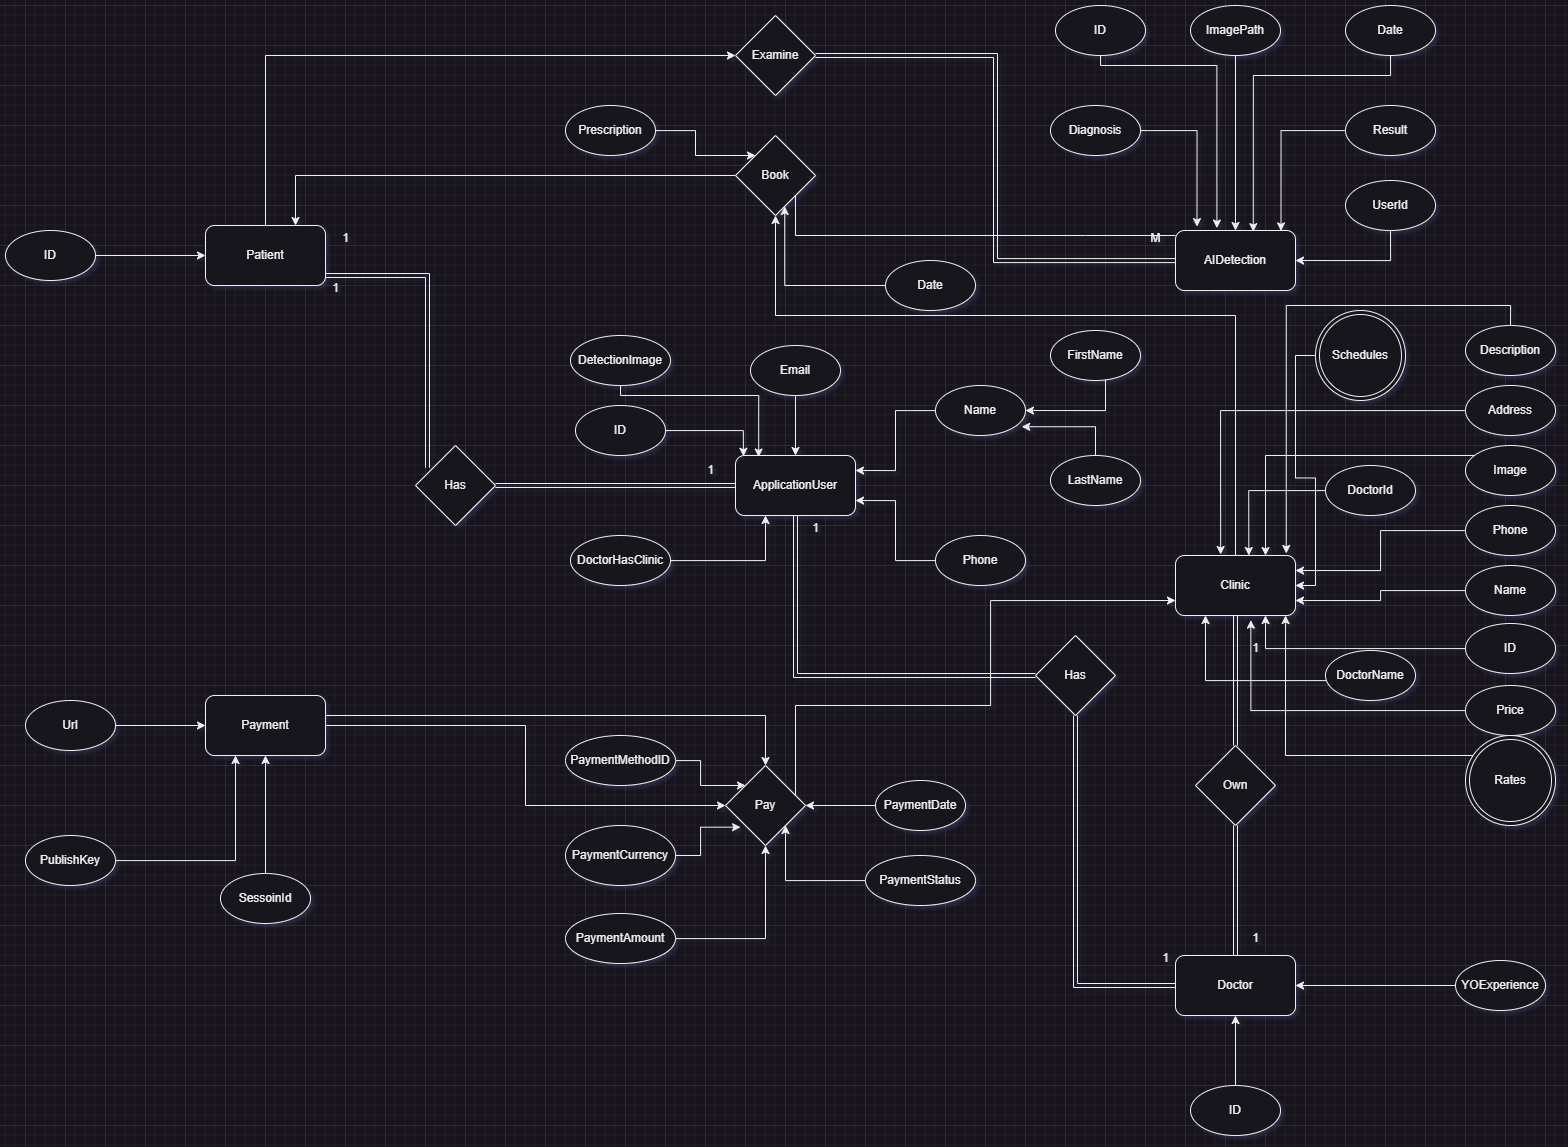 ID
ImagePath
Date
Examine
Prescription
Diagnosis
Result
Book
UserId
1
M
Patient
ID
AIDetection
1
Date
Schedules
Description
DetectionImage
Email
FirstName
Name
Address
ID
1
Image
Has
ApplicationUser
LastName
DoctorId
1
Phone
DoctorHasClinic
Phone
Clinic
Name
1
ID
Has
DoctorName
Price
Url
Payment
PaymentMethodID
Pay
PaymentDate
Own
Rates
PublishKey
PaymentCurrency
PaymentStatus
SessoinId
PaymentAmount
1
1
Doctor
YOExperience
ID